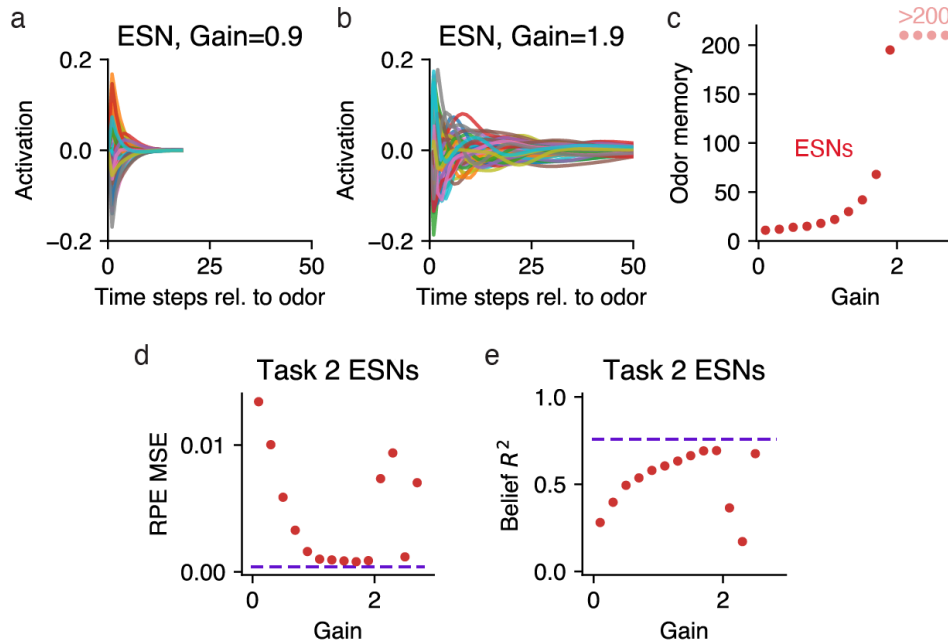 a
ESN, Gain=0.9
0.2
0.0
−0.2
Activation
0
25
50
Time steps rel. to odor
b
ESN, Gain=1.9
0.2
0.0
−0.2
Activation
0
25
50
Time steps rel. to odor
c
>200
200
150
100
50
0
Odor memory
ESNs
0
2
Gain
d
Task 2 ESNs
0.01
0.00
RPE MSE
0
2
Gain
e
Task 2 ESNs
1.0
0.5
0.0
Belief R²
0
2
Gain